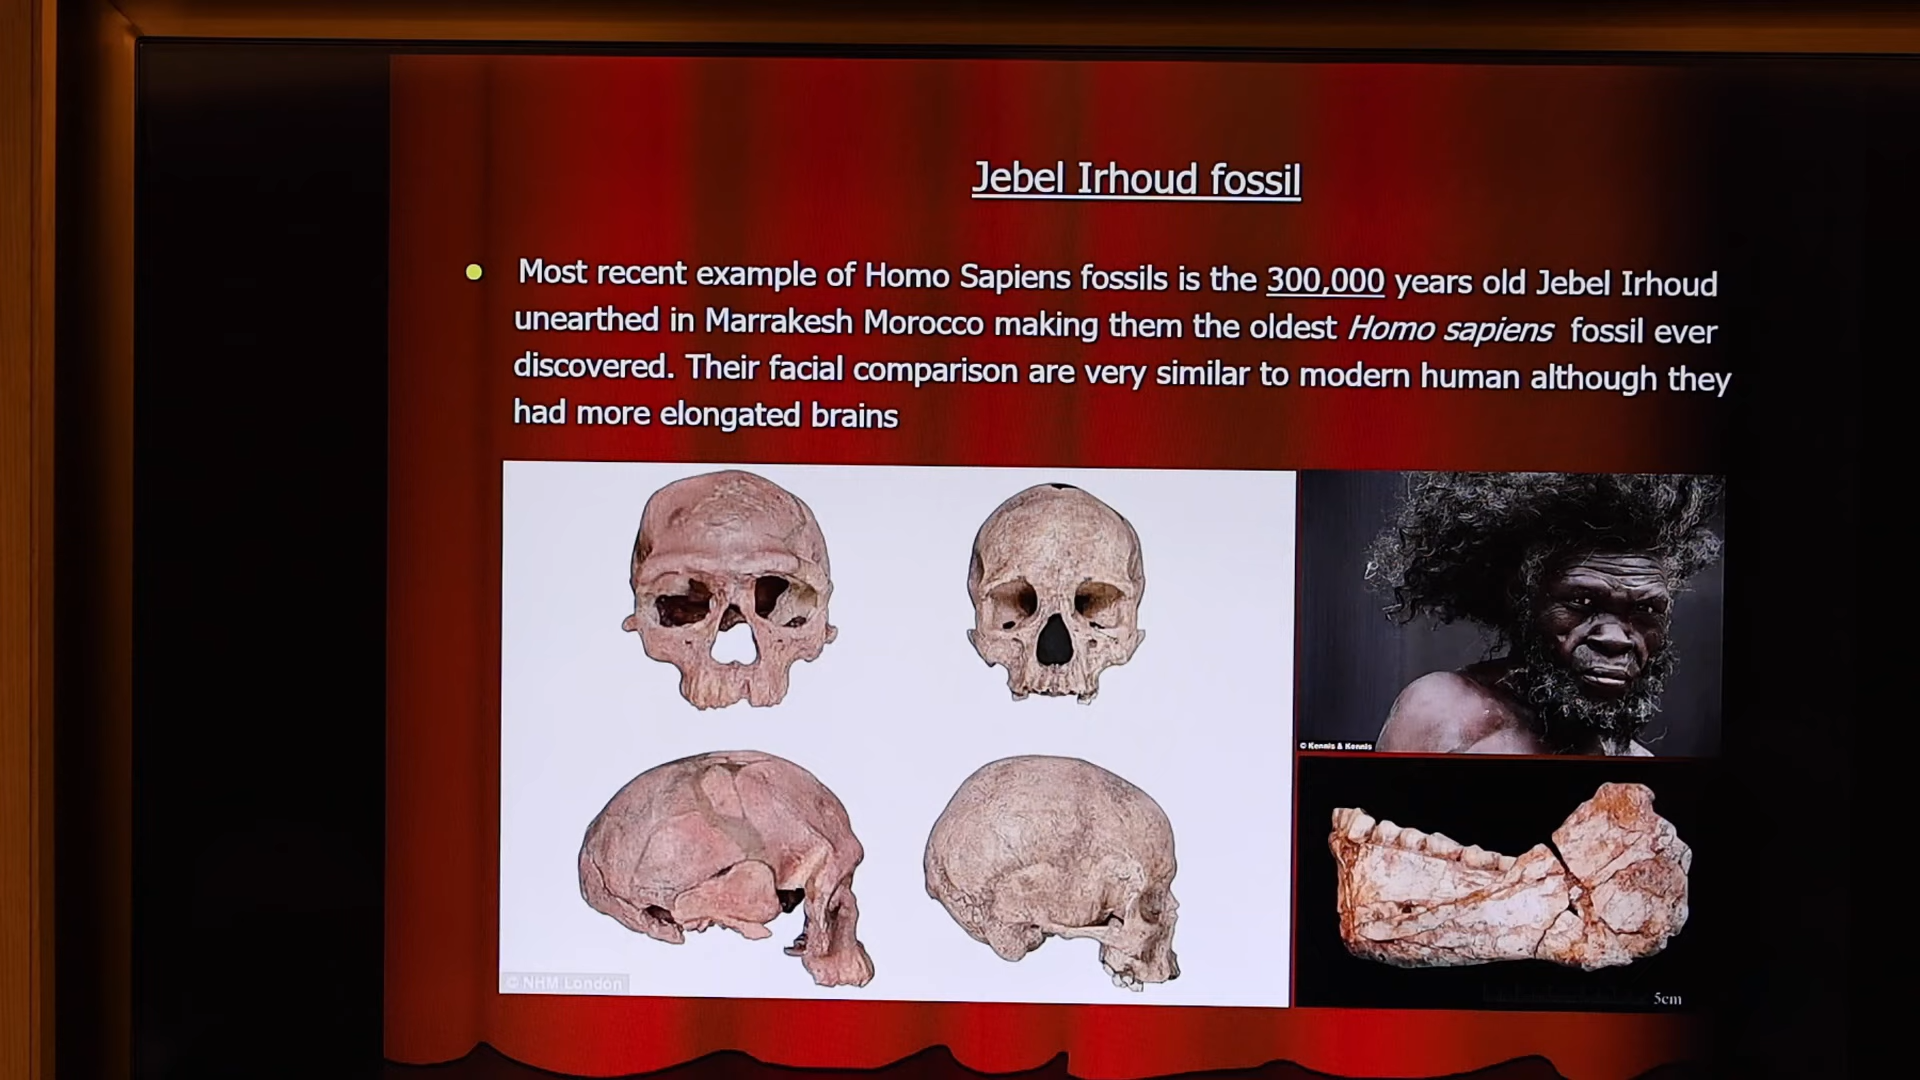 Jebel Irhoud fossil
Most recent example of Homo Sapiens fossils is the 300,000 years old Jebel Irhoud
unearthed in Marrakesh Morocco making them the oldest Homo sapiens fossil ever
discovered. Their facial comparison are very similar to modern human although they
had more elongated brains
© Kennis & Kennis
© NHM London
5cm